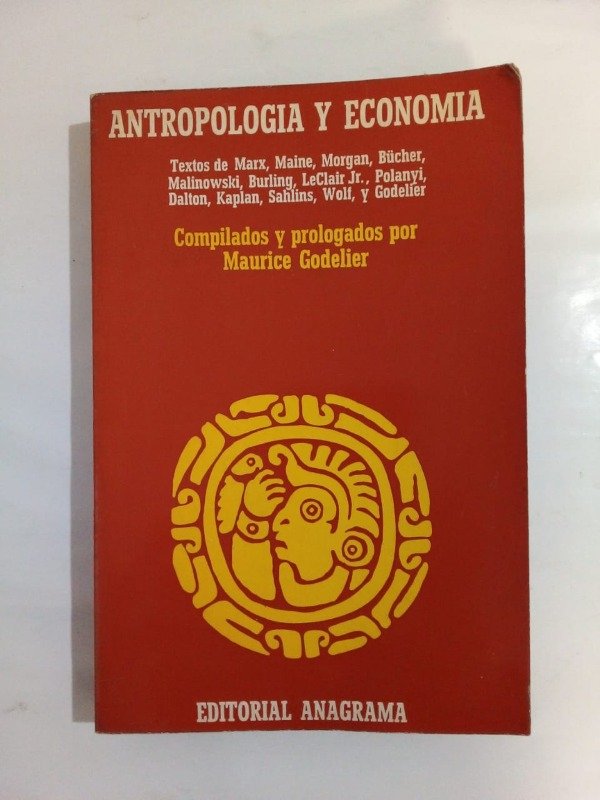 ANTROPOLOGIA Y ECONOMIA
Textos de Marx, Maine, Morgan, Bücher,
Malinowski, Burling, LeClair Jr., Polanyi,
Dalton, Kaplan, Sahlins, Wolf, y Godelier
Compilados y prologados por
Maurice Godelier
EDITORIAL ANAGRAMA